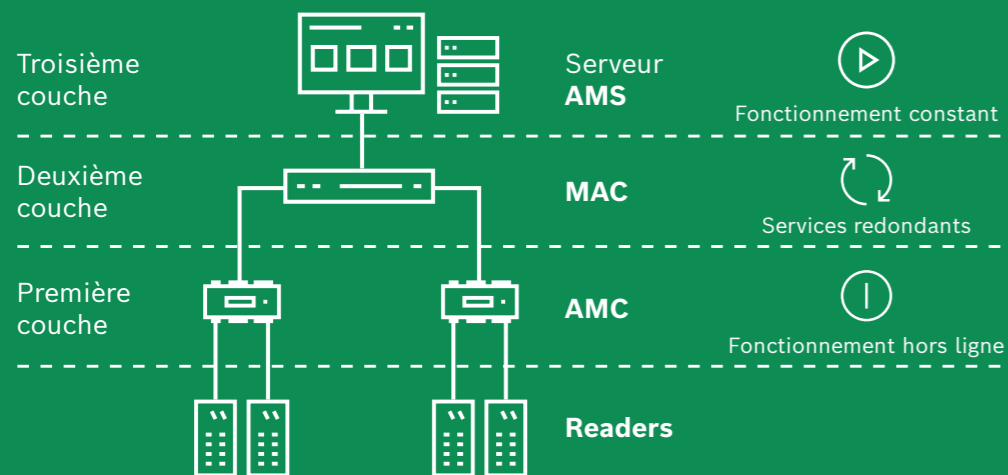 Troisième
couche
Serveur
AMS
Fonctionnement constant
Deuxième
couche
MAC
Services redondants
Première
couche
AMC
Fonctionnement hors ligne
Readers